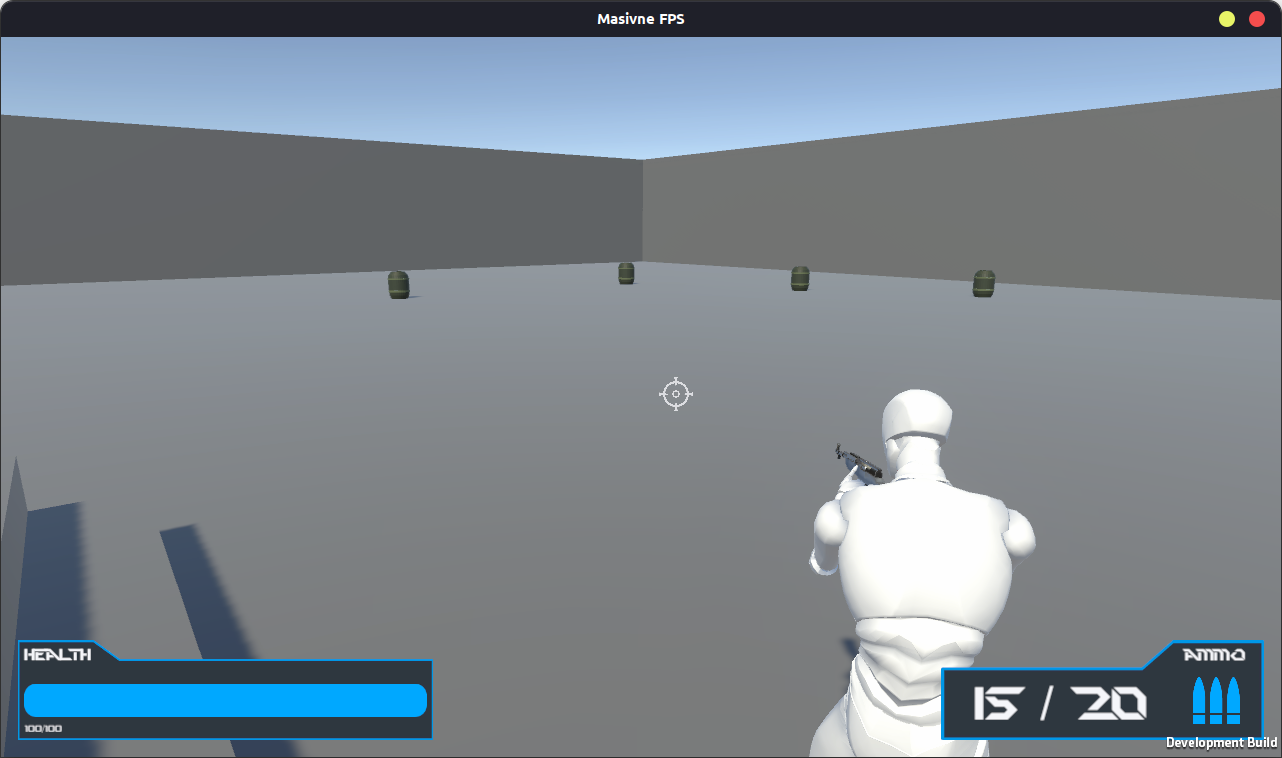 Masivne FPS
HEALTH
100/100
AMMO
15 / 20
Development Build